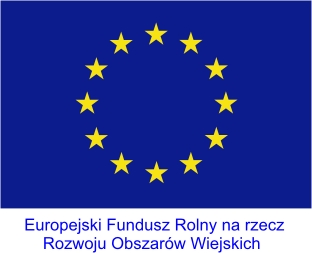 Europejski Fundusz Rolny na rzecz
Rozwoju Obszarów Wiejskich